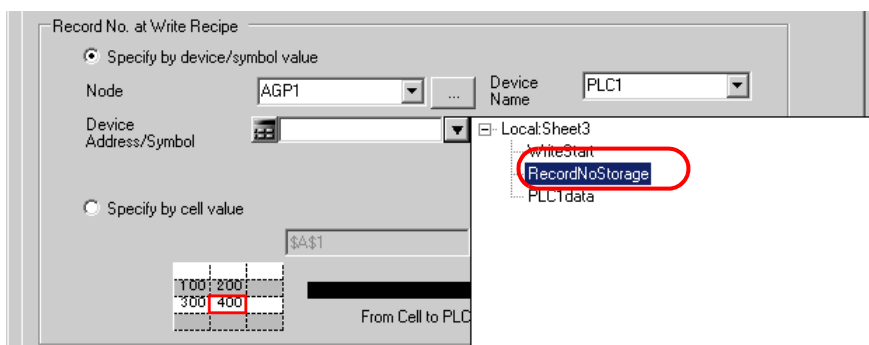 Record No. at Write Recipe
Specify by device/symbol value
Node AGP1 ... Device Name PLC1
Device Address/Symbol
Local:Sheet3
WriteStart
RecordNoStorage
PLC1data
Specify by cell value
$A$1
100 200
300 400
From Cell to PLC